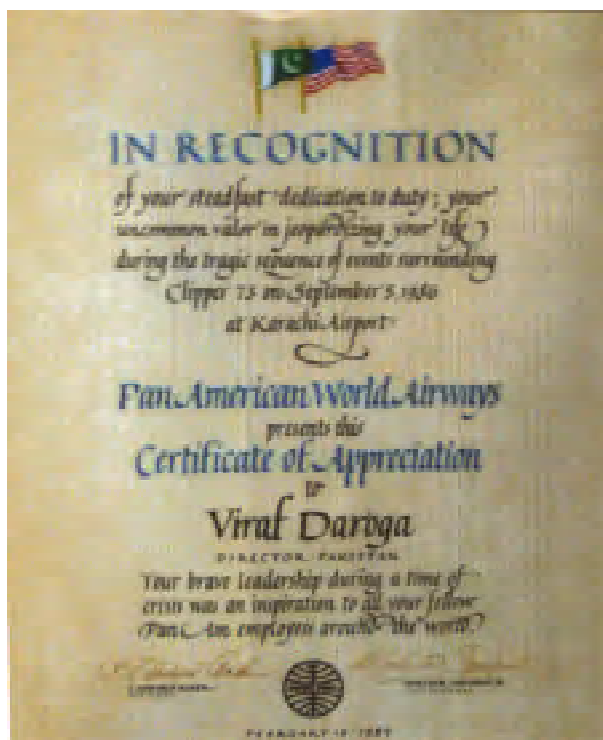 IN RECOGNITION
of your steadfast dedication to duty; your
uncommon valor in jeopardizing your life
during the tragic sequence of events surrounding
Clipper 73 on September 5, 1986
at Karachi Airport
Pan American World Airways
presents this
Certificate of Appreciation
to
Viraf Daroga
DIRECTOR PAKISTAN
Your brave leadership during a time of
crisis was an inspiration to all your fellow
Pan Am employees around the world.
FEBRUARY 1987